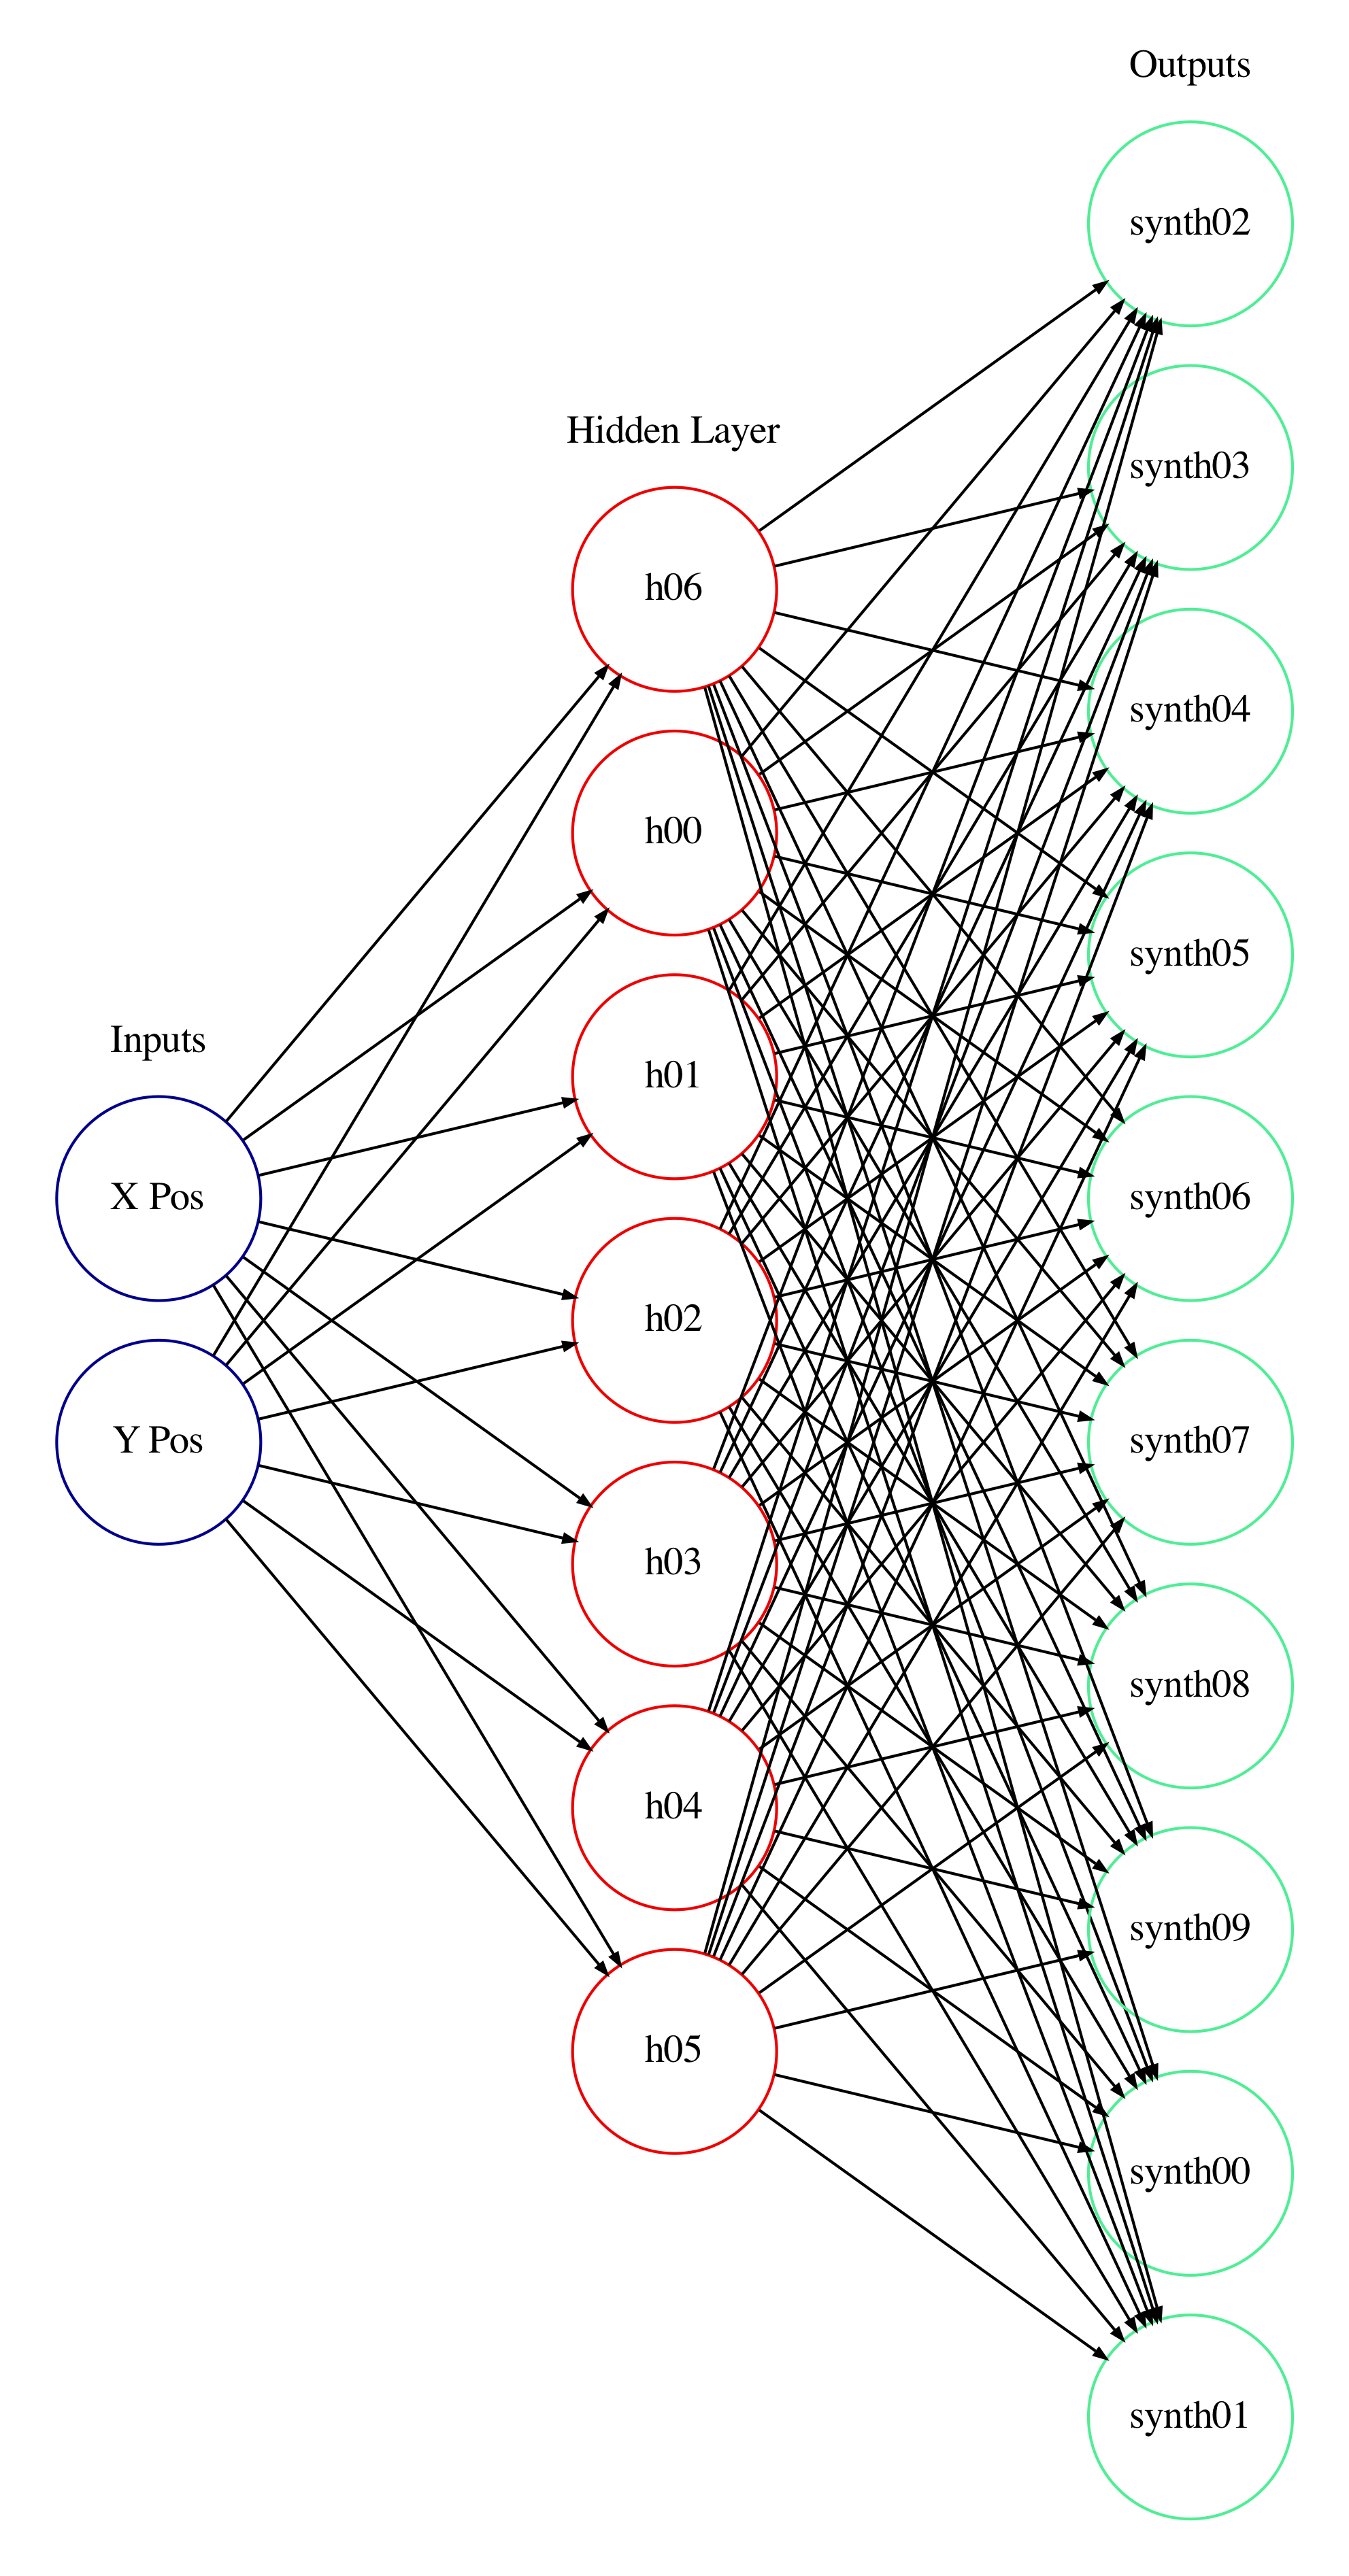 Outputs
synth02
synth03
synth04
synth05
synth06
synth07
synth08
synth09
synth00
synth01
Hidden Layer
h06
h00
h01
h02
h03
h04
h05
Inputs
X Pos
Y Pos